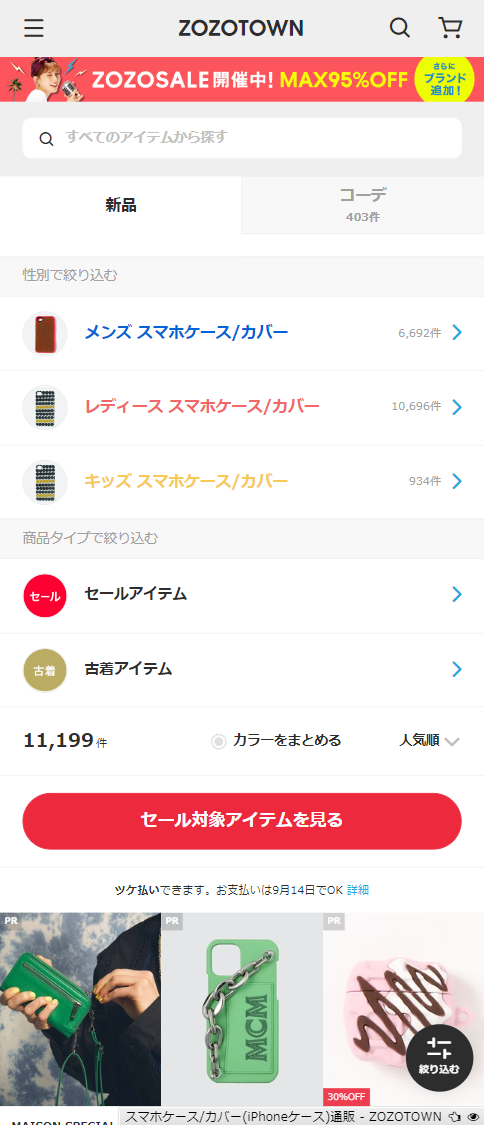 ZOZOTOWN
ZOZOSALE開催中! MAX95%OFF
さらに
ブランド
追加!
すべてのアイテムから探す
新品
コーデ
403件
性別で絞り込む
メンズ スマホケース/カバー
6,692件
レディース スマホケース/カバー
10,696件
キッズ スマホケース/カバー
934件
商品タイプで絞り込む
セール
セールアイテム
古着
古着アイテム
11,199件
カラーをまとめる
人気順
セール対象アイテムを見る
ツケ払いできます。お支払いは9月14日でOK 詳細
PR
PR
PR
MCM
絞り込む
30%OFF
MAISON SPECIAL
スマホケース/カバー(iPhoneケース)通販 - ZOZOTOWN